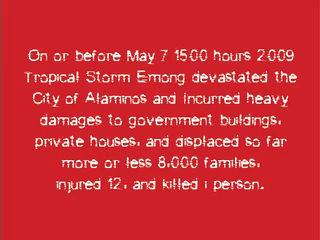 On or before May 7 1500 hours 2009
Tropical Storm Emong devastated the
City of Alaminos and incurred heavy
damages to government buildings,
private houses, and displaced so far
more or less 8,000 families,
injured 12, and killed 1 person.